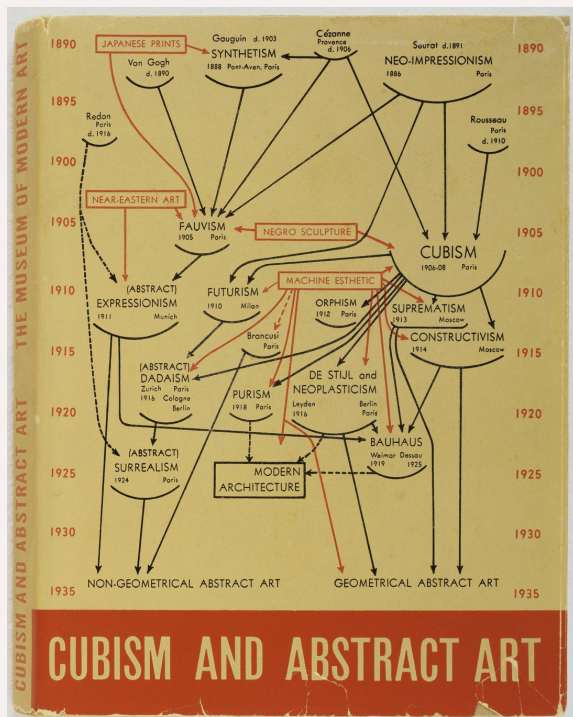 CUBISM AND ABSTRACT ART THE MUSEUM OF MODERN ART
1890
JAPANESE PRINTS
Gauguin d. 1903
SYNTHETISM
1888 Pont-Aven, Paris
Cézanne
Provence
d. 1906
Seurat d.1891
NEO-IMPRESSIONISM
1886 Paris
1890
Van Gogh
d. 1890
1895
1895
Redon
Paris
d. 1916
Rousseau
Paris
d. 1910
1900
1900
NEAR-EASTERN ART
1905
FAUVISM
1905 Paris
NEGRO SCULPTURE
1905
CUBISM
1906-08 Paris
1910
(ABSTRACT)
EXPRESSIONISM
1911 Munich
FUTURISM
1910 Milan
MACHINE ESTHETIC
ORPHISM
1912 Paris
SUPREMATISM
1913 Moscow
1910
Brancusi
Paris
CONSTRUCTIVISM
1914 Moscow
1915
1915
(ABSTRACT)
DADAISM
Zurich Paris
1916 Cologne
Berlin
PURISM
1918 Paris
DE STIJL and
NEOPLASTICISM
Leyden Berlin
1916 Paris
1920
1920
BAUHAUS
Weimar Dessau
1919 1925
(ABSTRACT)
SURREALISM
1924 Paris
MODERN
ARCHITECTURE
1925
1925
1930
1930
NON-GEOMETRICAL ABSTRACT ART
GEOMETRICAL ABSTRACT ART
1935
1935
CUBISM AND ABSTRACT ART